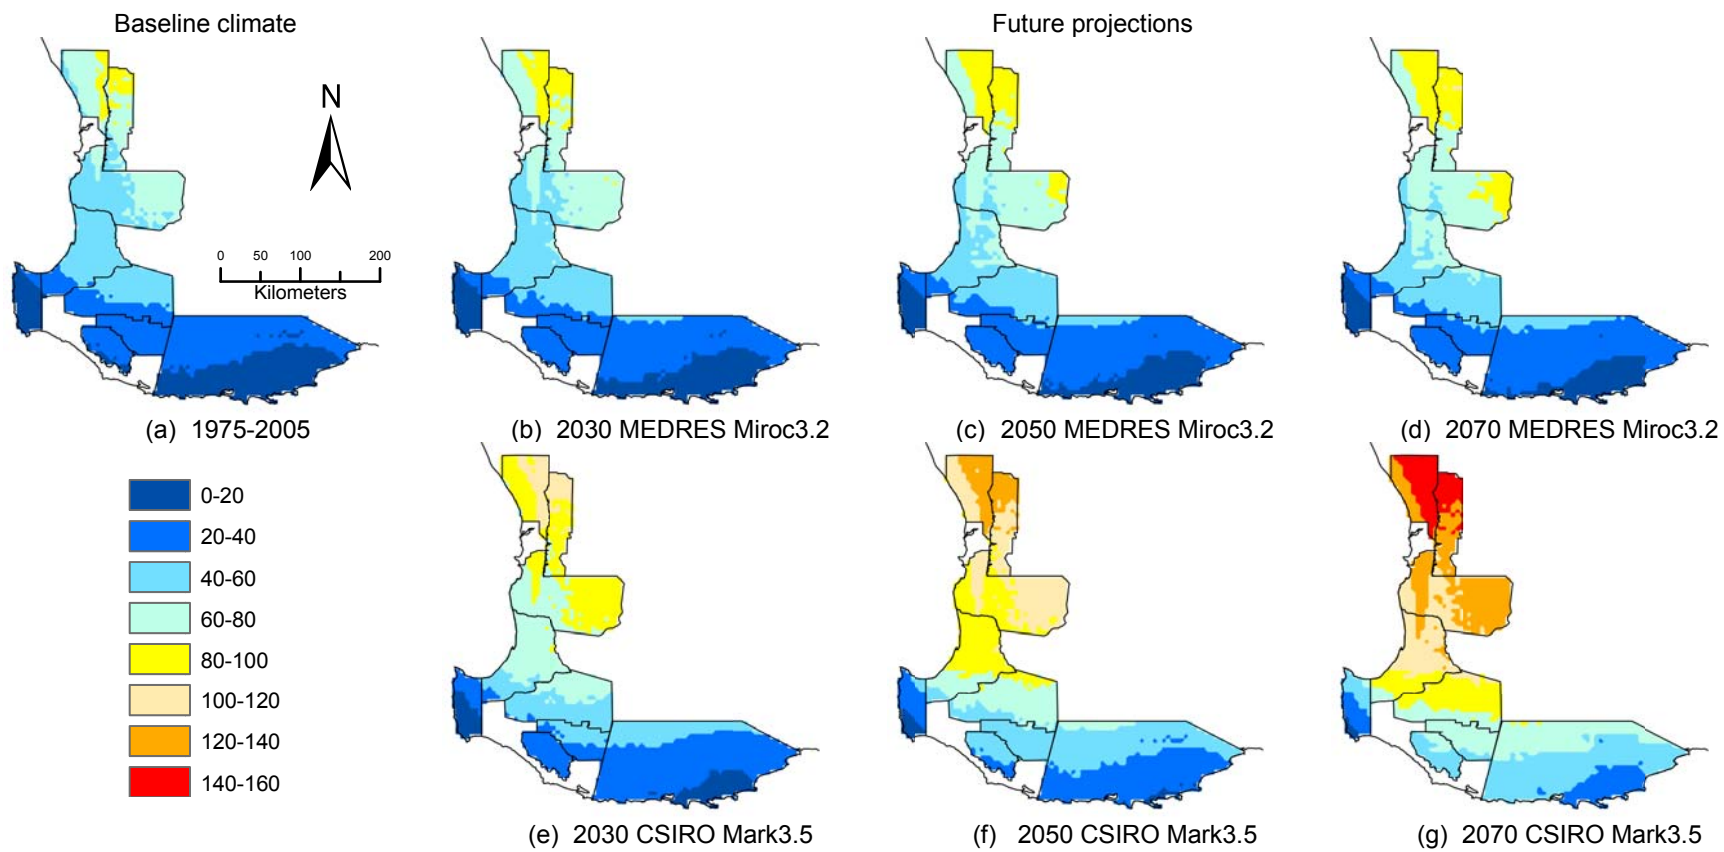 Baseline climate
Future projections
N
0 50 100 200
Kilometers
(a) 1975-2005
(b) 2030 MEDRES Miroc3.2
(c) 2050 MEDRES Miroc3.2
(d) 2070 MEDRES Miroc3.2
0-20
20-40
40-60
60-80
80-100
100-120
120-140
140-160
(e) 2030 CSIRO Mark3.5
(f) 2050 CSIRO Mark3.5
(g) 2070 CSIRO Mark3.5